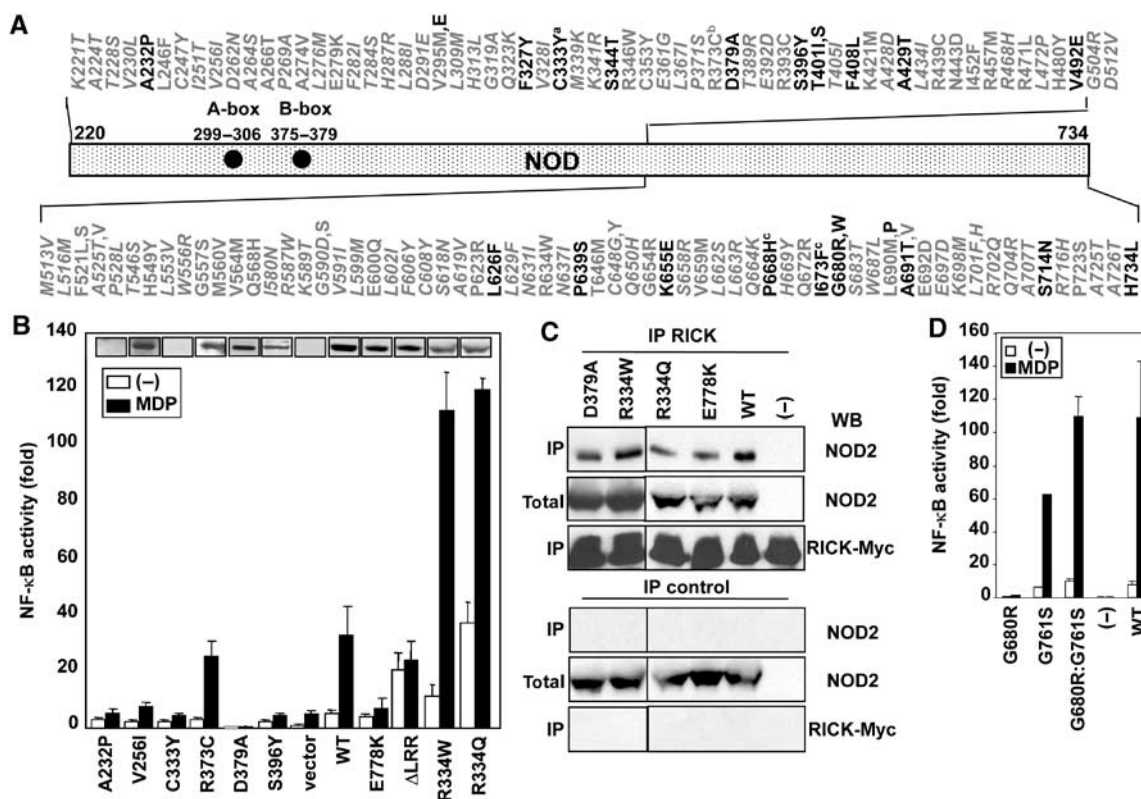 A
K221T A224T T228S V230L A232P L246F C247Y I251T V256I D262N A264S A266T P269A A274V L276M E279K F282I T284S H287R L288I D291E V295M,E L309M H313L G319A Q323K F327Y V328I C333Yᵃ M339K K341R S344T R346W C353Y E361G L367I P371S R373Cᵇ D379A T389R E392D R393C S396Y T401I,S T405I F408L K421M A428D A429T L434I R439C N443D I452F R457M R468H R471L L472P H480Y V492E G504R D512V
A-box B-box
299–306 375–379
220 734
NOD
M513V L516M F521L,S A525T,V P528L T546S H549Y L553V W556R G557S M560V V564M Q568H I580N R587W K589T G590D,S V591I L599M E600Q L602I F606Y C608Y S618N A619V P623R L626F L629F N631I R634W N637I P639S T646M C648G,Y Q650H G654R K655E S658R V659M L662S L663R Q664K P668Hᶜ H669Y Q672R I673Fᶜ G680R,W S683T W687L L690M,P A691T,V E692D E697D K698M L701F,H R702Q Q704R N707T S714N R716H P723S A725T A726T H734L
B
140
120
100
80
60
40
20
0
NF-κB activity (fold)
(–)
MDP
A232P V256I C333Y R373C D379A S396Y vector WT E778K ΔLRR R334W R334Q
C
IP RICK
D379A R334W R334Q E778K WT (–)
WB
IP NOD2
Total NOD2
IP RICK-Myc
IP control
IP NOD2
Total NOD2
IP RICK-Myc
D
160
140
120
100
80
60
40
20
0
NF-κB activity (fold)
(–)
MDP
G680R G761S G680R:G761S (–) WT